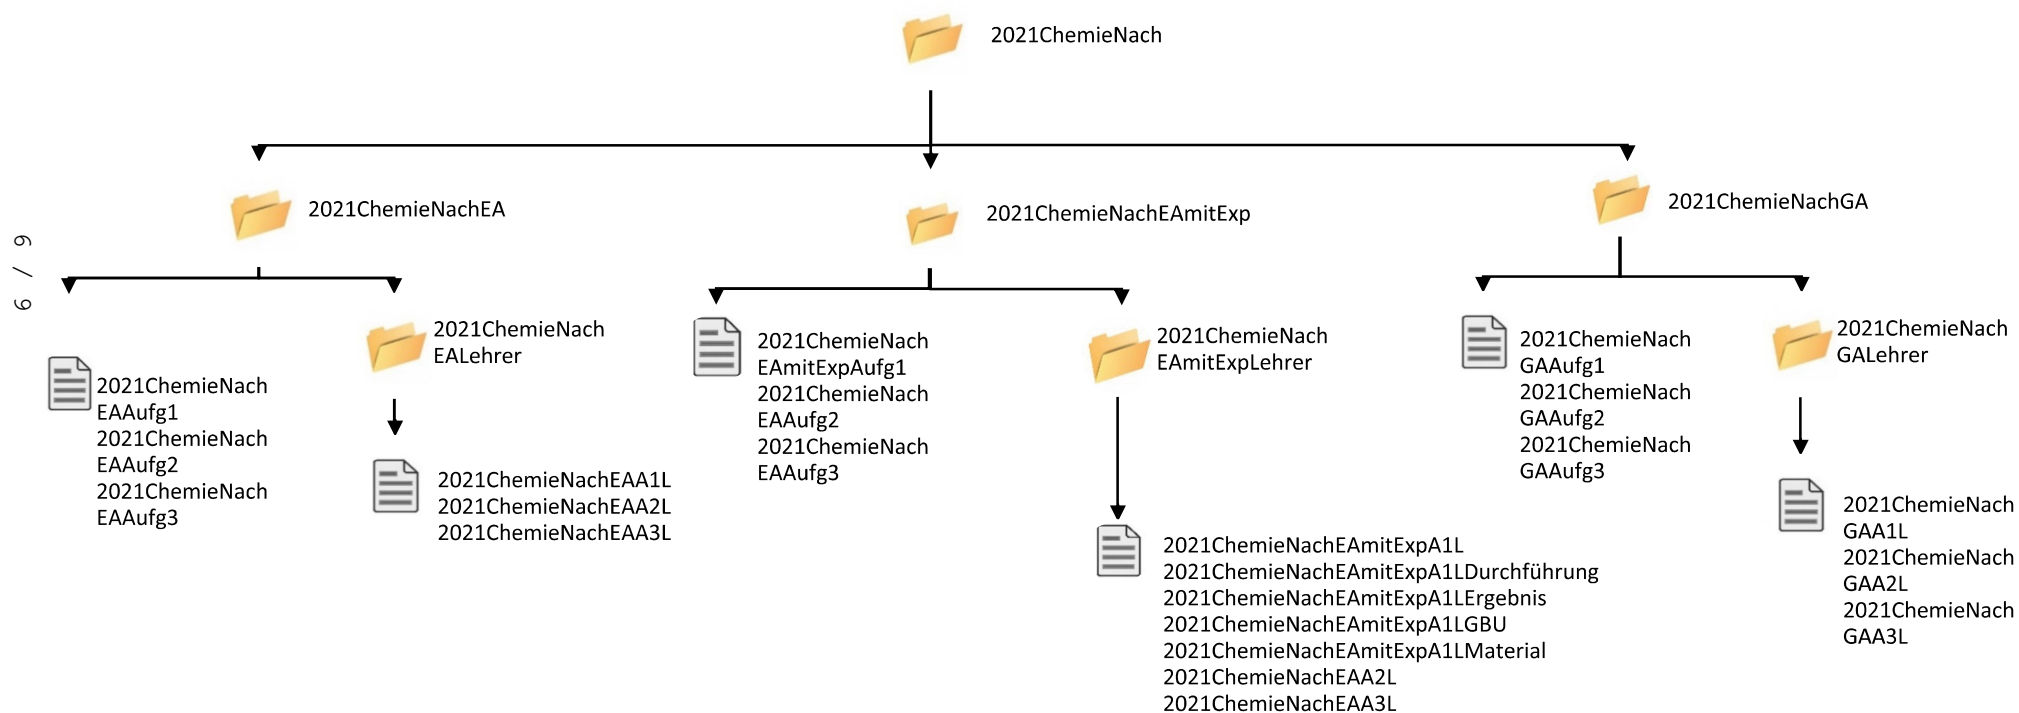 2021ChemieNach
2021ChemieNachEA
2021ChemieNachEAmitExp
2021ChemieNachGA
6 / 9
2021ChemieNach
EAAufg1
2021ChemieNach
EAAufg2
2021ChemieNach
EAAufg3
2021ChemieNach
EALehrer
2021ChemieNachEAA1L
2021ChemieNachEAA2L
2021ChemieNachEAA3L
2021ChemieNach
EAmitExpAufg1
2021ChemieNach
EAAufg2
2021ChemieNach
EAAufg3
2021ChemieNach
EAmitExpLehrer
2021ChemieNachEAmitExpA1L
2021ChemieNachEAmitExpA1LDurchführung
2021ChemieNachEAmitExpA1LErgebnis
2021ChemieNachEAmitExpA1LGBU
2021ChemieNachEAmitExpA1LMaterial
2021ChemieNachEAA2L
2021ChemieNachEAA3L
2021ChemieNach
GAAufg1
2021ChemieNach
GAAufg2
2021ChemieNach
GAAufg3
2021ChemieNach
GALehrer
2021ChemieNach
GAA1L
2021ChemieNach
GAA2L
2021ChemieNach
GAA3L